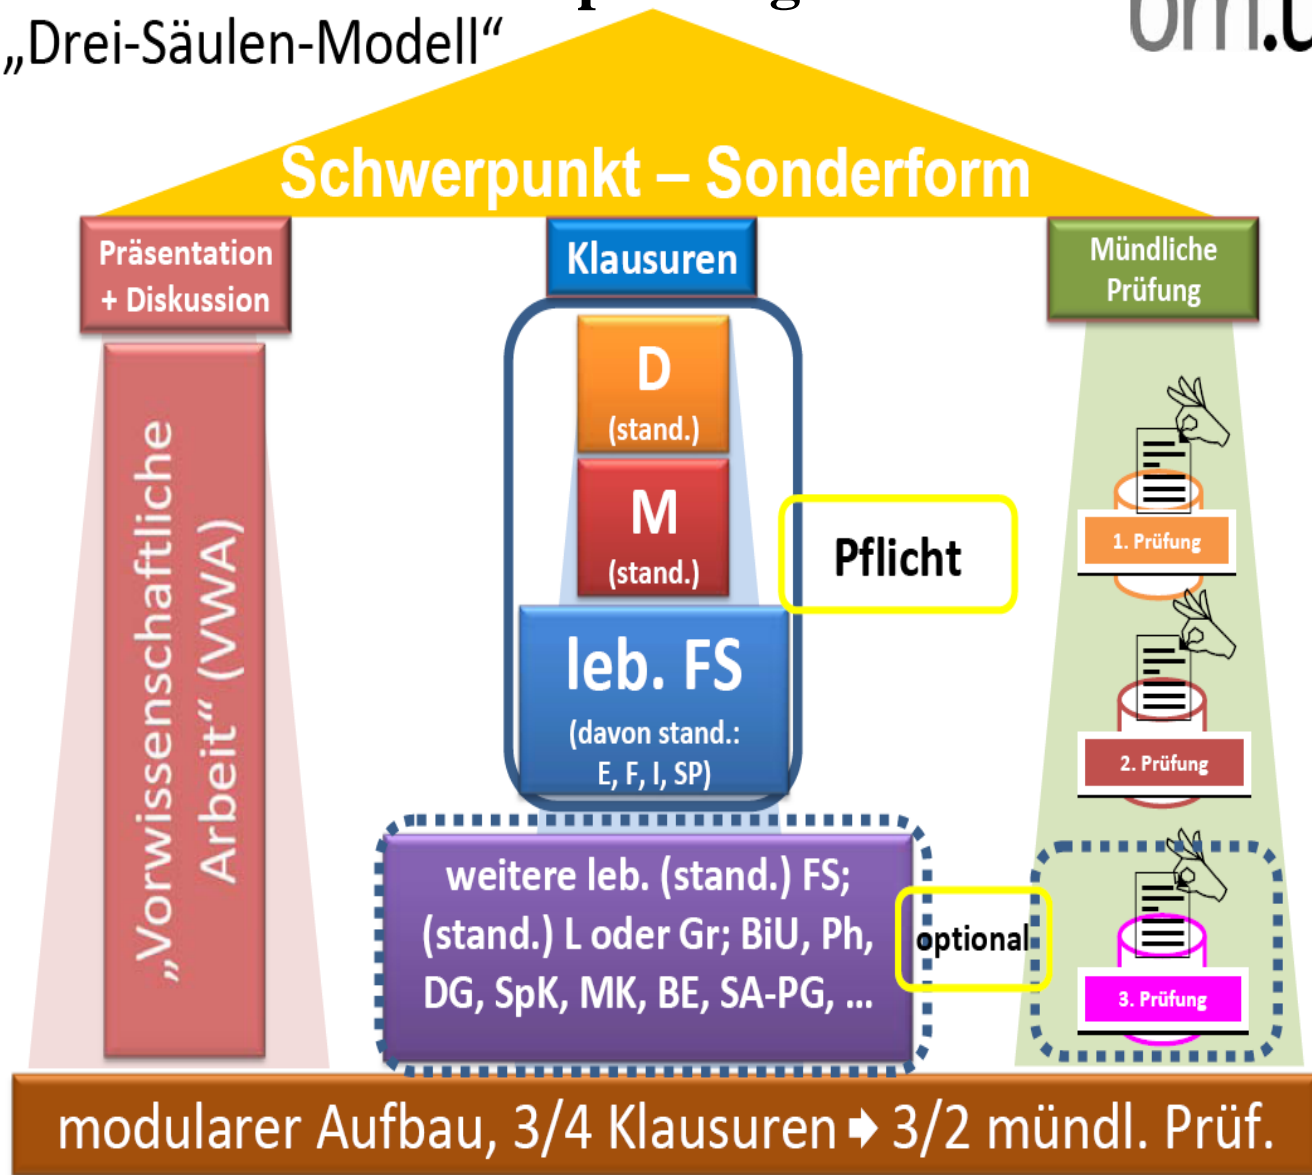 „Drei-Säulen-Modell“
Schwerpunkt – Sonderform
Präsentation
+ Diskussion
„Vorwissenschaftliche
Arbeit“ (VWA)
Klausuren
D
(stand.)
M
(stand.)
leb. FS
(davon stand.:
E, F, I, SP)
Pflicht
weitere leb. (stand.) FS;
(stand.) L oder Gr; BiU, Ph,
DG, SpK, MK, BE, SA-PG, ...
optional
Mündliche
Prüfung
1. Prüfung
2. Prüfung
3. Prüfung
modularer Aufbau, 3/4 Klausuren ➧ 3/2 mündl. Prüf.